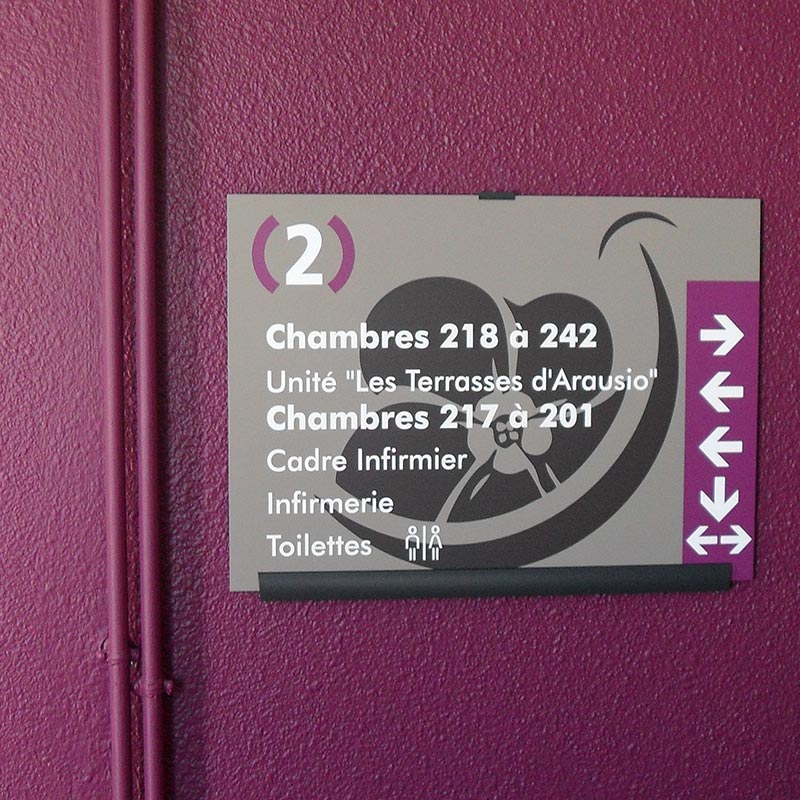 (2)
Chambres 218 à 242
Unité "Les Terrasses d'Arausio"
Chambres 217 à 201
Cadre Infirmier
Infirmerie
Toilettes